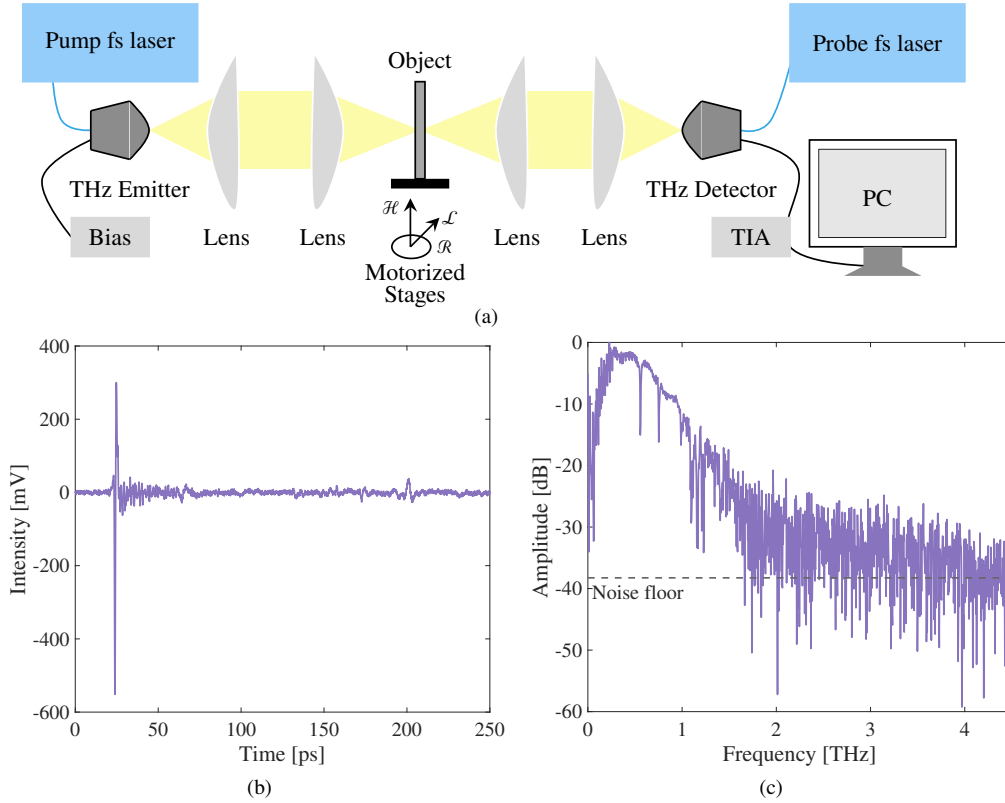 Pump fs laser
Probe fs laser
Object
THz Emitter
THz Detector
PC
ℋ
ℒ
ℛ
Bias
Lens
Lens
Lens
Lens
TIA
Motorized
Stages
(a)
400
200
0
-200
-400
-600
Intensity [mV]
0
50
100
150
200
250
Time [ps]
(b)
0
-10
-20
-30
-40
-50
-60
Amplitude [dB]
Noise floor
0
1
2
3
4
Frequency [THz]
(c)